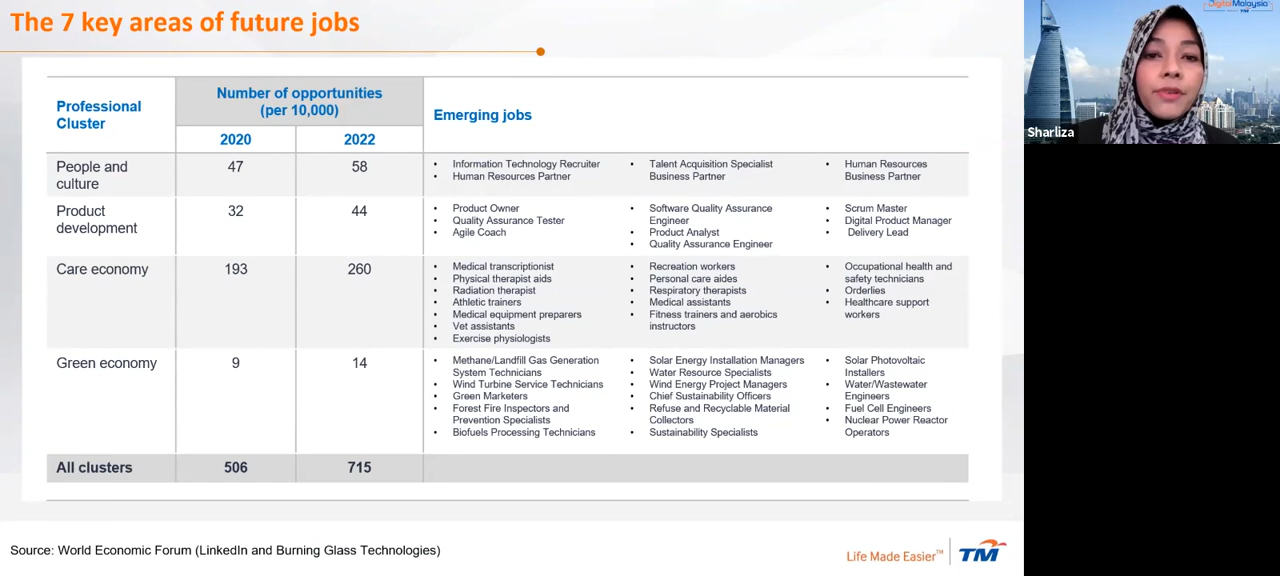 The 7 key areas of future jobs
Professional
Cluster
Number of opportunities
(per 10,000)
2020
2022
Emerging jobs
People and
culture
47
58
• Information Technology Recruiter
• Human Resources Partner
• Talent Acquisition Specialist
Business Partner
• Human Resources
Business Partner
Product
development
32
44
• Product Owner
• Quality Assurance Tester
• Agile Coach
• Software Quality Assurance
Engineer
• Product Analyst
• Quality Assurance Engineer
• Scrum Master
• Digital Product Manager
• Delivery Lead
Care economy
193
260
• Medical transcriptionist
• Physical therapist aids
• Radiation therapist
• Athletic trainers
• Medical equipment preparers
• Vet assistants
• Exercise physiologists
• Recreation workers
• Personal care aides
• Respiratory therapists
• Medical assistants
• Fitness trainers and aerobics
instructors
• Occupational health and
safety technicians
• Orderlies
• Healthcare support
workers
Green economy
9
14
• Methane/Landfill Gas Generation
System Technicians
• Wind Turbine Service Technicians
• Green Marketers
• Forest Fire Inspectors and
Prevention Specialists
• Biofuels Processing Technicians
• Solar Energy Installation Managers
• Water Resource Specialists
• Wind Energy Project Managers
• Chief Sustainability Officers
• Refuse and Recyclable Material
Collectors
• Sustainability Specialists
• Solar Photovoltaic
Installers
• Water/Wastewater
Engineers
• Fuel Cell Engineers
• Nuclear Power Reactor
Operators
All clusters
506
715
Source: World Economic Forum (LinkedIn and Burning Glass Technologies)
Life Made Easier™
TM
DigitalMalaysia
TM
TM
Sharliza